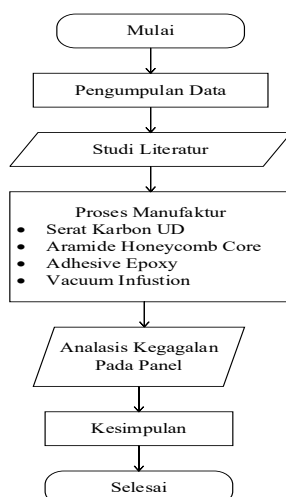 Mulai
Pengumpulan Data
Studi Literatur
Proses Manufaktur
• Serat Karbon UD
• Aramide Honeycomb Core
• Adhesive Epoxy
• Vacuum Infustion
Analasis Kegagalan
Pada Panel
Kesimpulan
Selesai